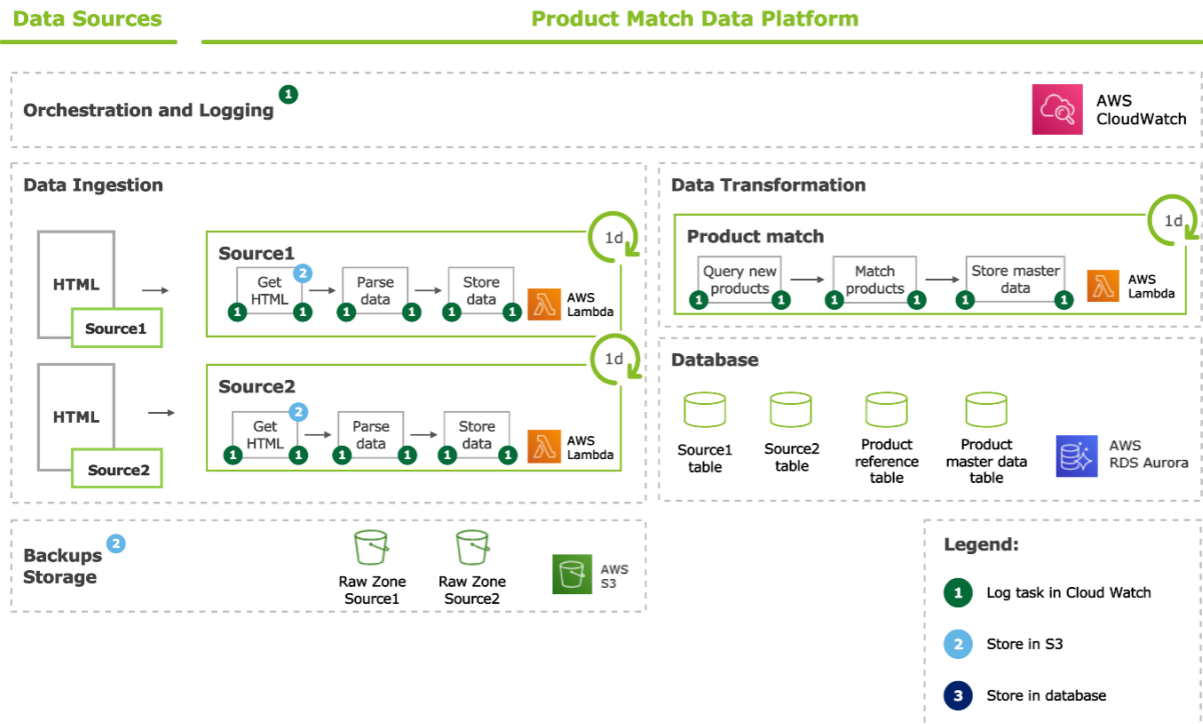 Data Sources
Product Match Data Platform
Orchestration and Logging
1
AWS
CloudWatch
Data Ingestion
HTML
Source1
1d
Source1
Get
HTML
2
1
1
Parse
data
1
1
Store
data
1
1
AWS
Lambda
HTML
Source2
1d
Source2
Get
HTML
2
1
1
Parse
data
1
1
Store
data
1
1
AWS
Lambda
Data Transformation
1d
Product match
Query new
products
1
1
Match
products
1
1
Store master
data
1
1
AWS
Lambda
Database
Source1
table
Source2
table
Product
reference
table
Product
master data
table
AWS
RDS Aurora
Backups
Storage
2
Raw Zone
Source1
Raw Zone
Source2
AWS
S3
Legend:
1 Log task in Cloud Watch
2 Store in S3
3 Store in database